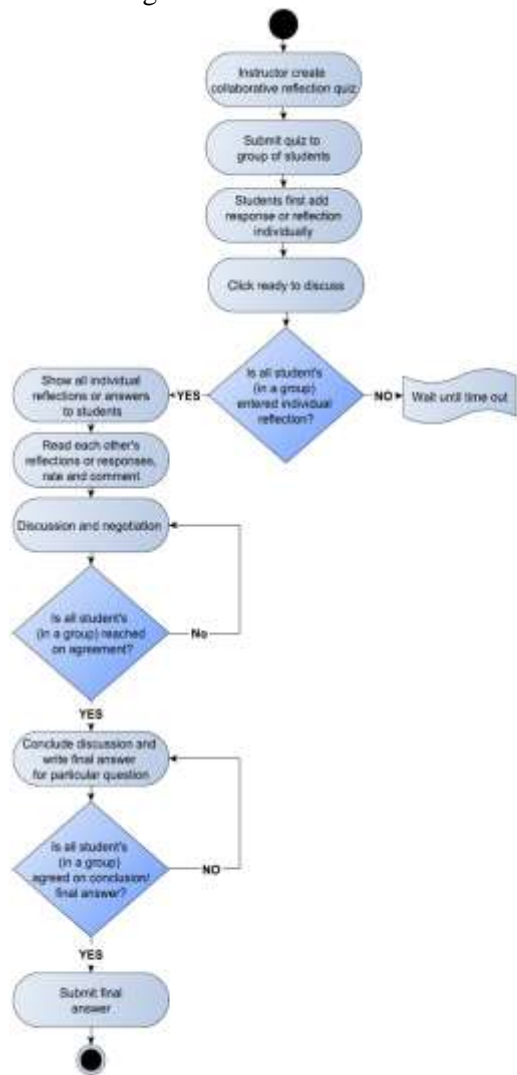 Instructor create
collaborative reflection quiz
Submit quiz to
group of students
Students first add
response or reflection
individually
Click ready to discuss
Is all student's
(in a group)
entered individual
reflection?
YES
NO
Wait until time out
Show all individual
reflections or answers
to students
Read each other's
reflections or responses,
rate and comment
Discussion and negotiation
Is all student's
(in a group) reached
on agreement?
No
YES
Conclude discussion and
write final answer
for particular question
Is all student's
(in a group)
agreed on conclusion/
final answer?
NO
YES
Submit final
answer